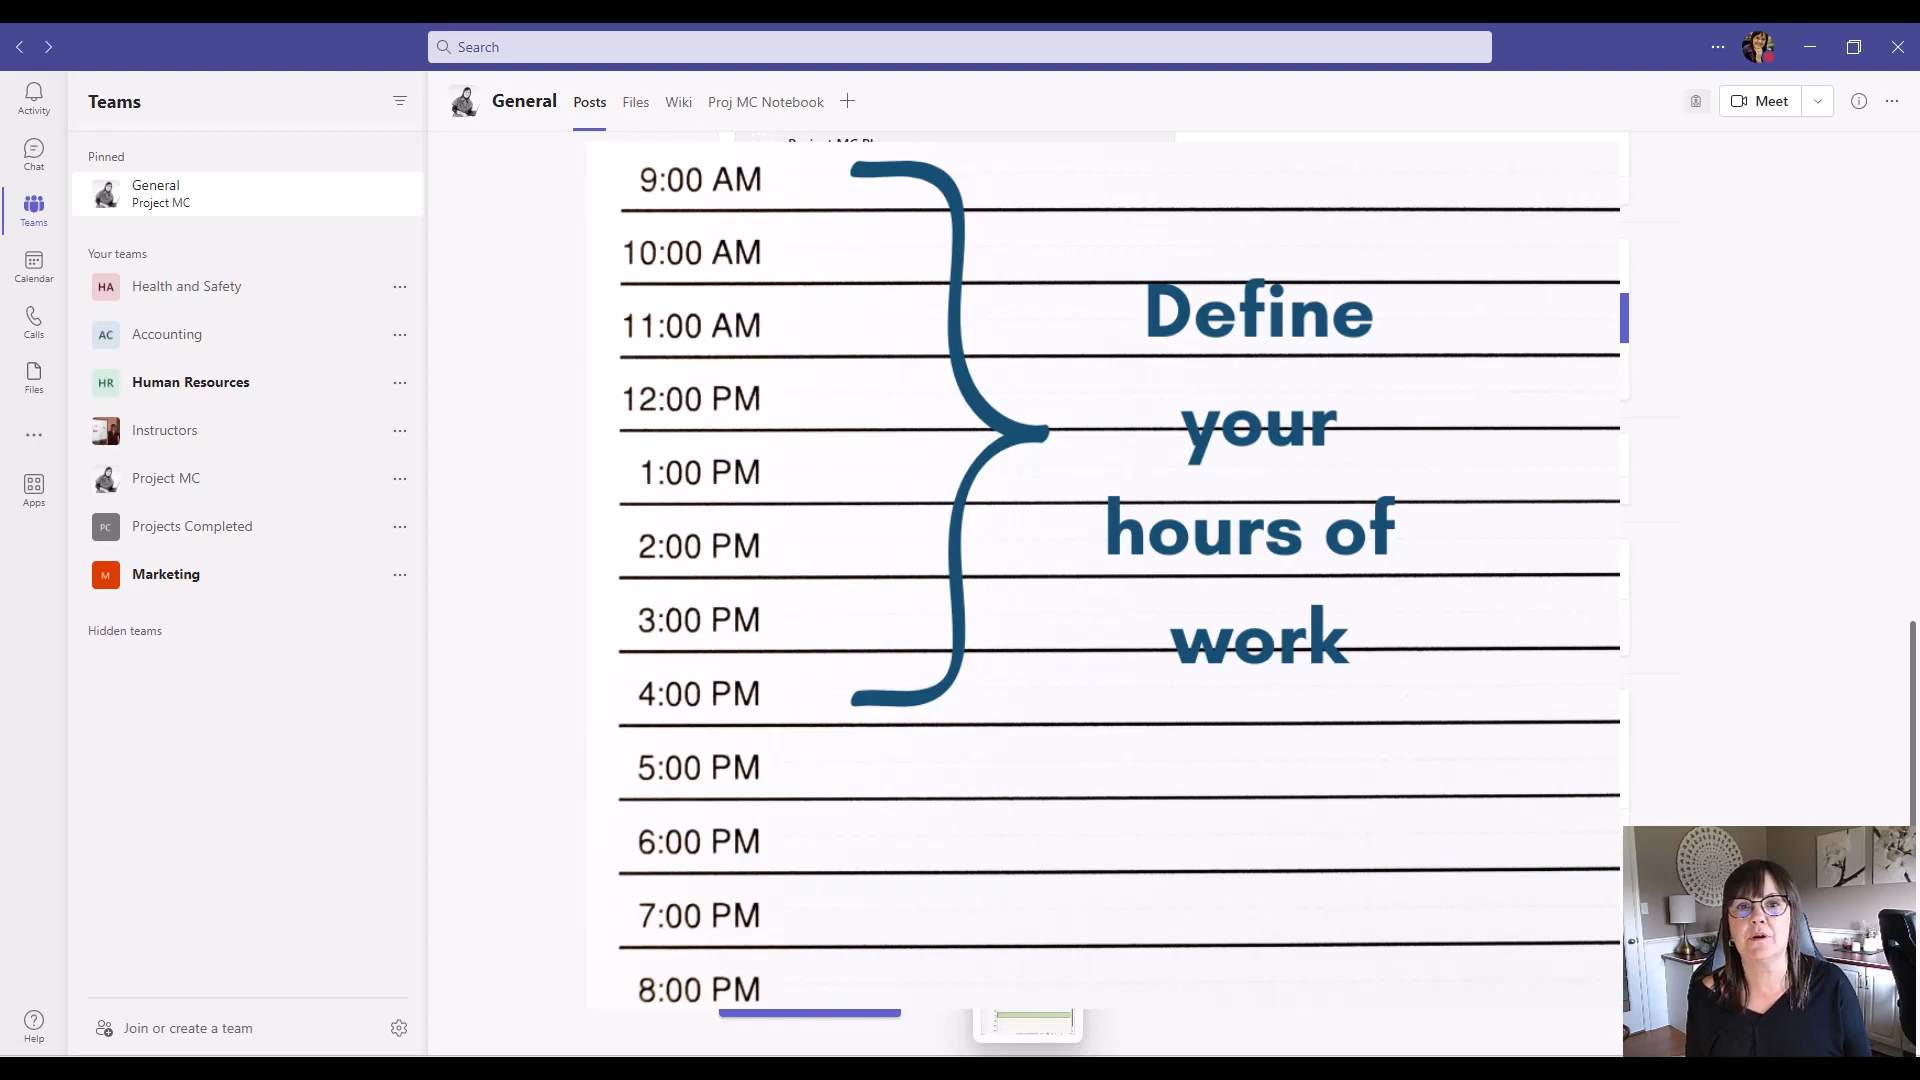 Search
Activity
Chat
Teams
Calendar
Calls
Files
Apps
Help
Teams
Pinned
General
Project MC
Your teams
HA Health and Safety
AC Accounting
HR Human Resources
Instructors
Project MC
PC Projects Completed
M Marketing
Hidden teams
Join or create a team
General Posts Files Wiki Proj MC Notebook
Meet
9:00 AM
10:00 AM
11:00 AM
12:00 PM
1:00 PM
2:00 PM
3:00 PM
4:00 PM
5:00 PM
6:00 PM
7:00 PM
8:00 PM
Define
your
hours of
work